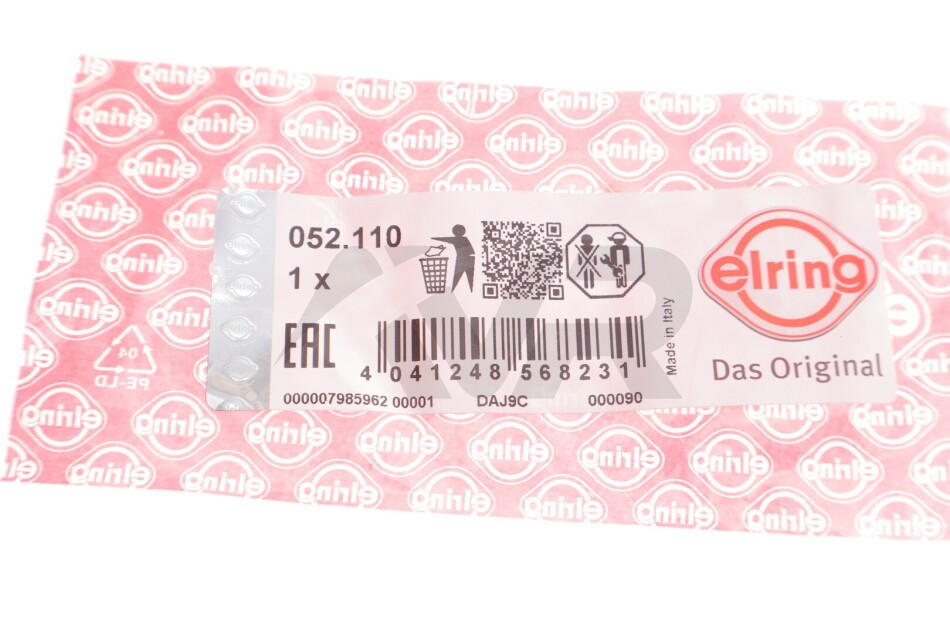 052.110
1 x
EAC
4 041248 568231
000007985962 00001 DAJ9C 000090
Made in Italy
elring
Das Original
04
PE-LD